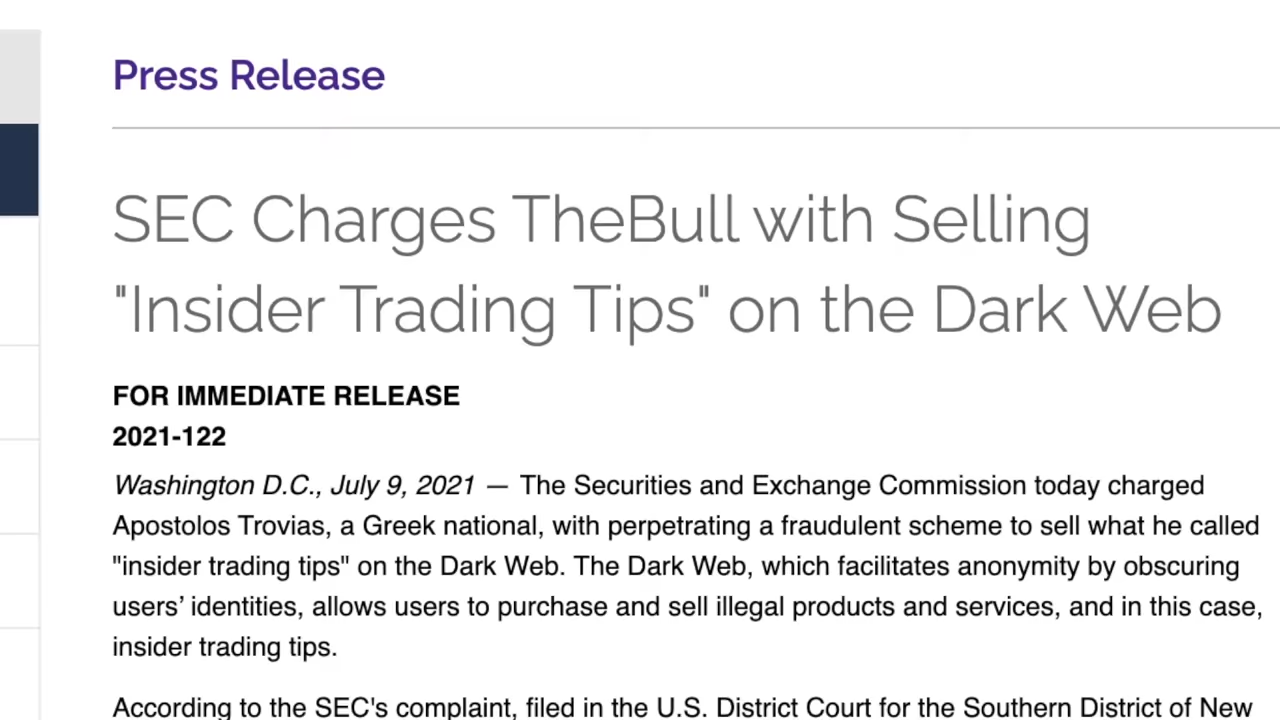 Press Release
SEC Charges TheBull with Selling
"Insider Trading Tips" on the Dark Web
FOR IMMEDIATE RELEASE
2021-122
Washington D.C., July 9, 2021 — The Securities and Exchange Commission today charged
Apostolos Trovias, a Greek national, with perpetrating a fraudulent scheme to sell what he called
"insider trading tips" on the Dark Web. The Dark Web, which facilitates anonymity by obscuring
users’ identities, allows users to purchase and sell illegal products and services, and in this case,
insider trading tips.
According to the SEC's complaint, filed in the U.S. District Court for the Southern District of New